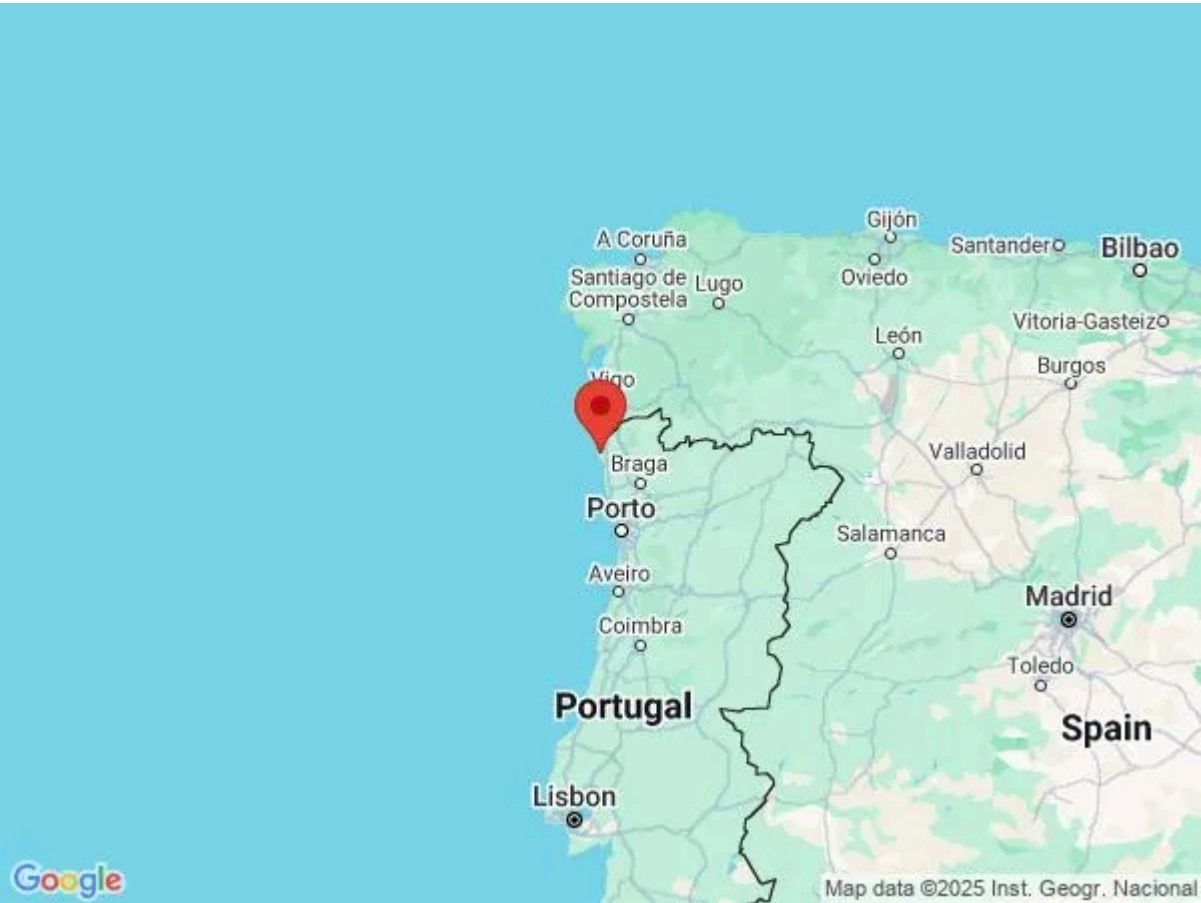 Gijón
A Coruña
Santander
Bilbao
Santiago de
Compostela
Lugo
Oviedo
Vitoria-Gasteiz
León
Burgos
Vigo
Valladolid
Braga
Porto
Salamanca
Aveiro
Madrid
Coimbra
Toledo
Portugal
Spain
Lisbon
Google
Map data ©2025 Inst. Geogr. Nacional